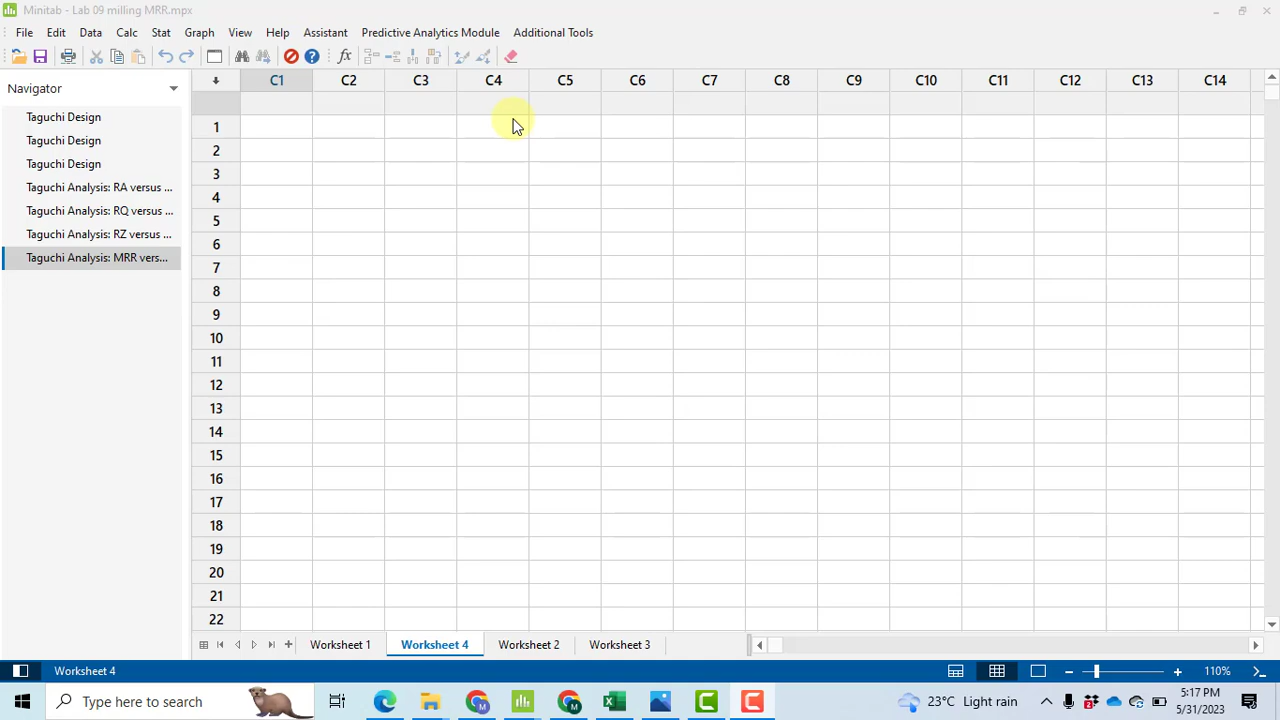 Minitab - Lab 09 milling MRR.mpx
File Edit Data Calc Stat Graph View Help Assistant Predictive Analytics Module Additional Tools
Navigator
Taguchi Design
Taguchi Design
Taguchi Design
Taguchi Analysis: RA versus ...
Taguchi Analysis: RQ versus ...
Taguchi Analysis: RZ versus ...
Taguchi Analysis: MRR vers...
C1 C2 C3 C4 C5 C6 C7 C8 C9 C10 C11 C12 C13 C14
1
2
3
4
5
6
7
8
9
10
11
12
13
14
15
16
17
18
19
20
21
22
Worksheet 1 Worksheet 4 Worksheet 2 Worksheet 3
Worksheet 4 110%
Type here to search
23°C Light rain
5:17 PM
5/31/2023